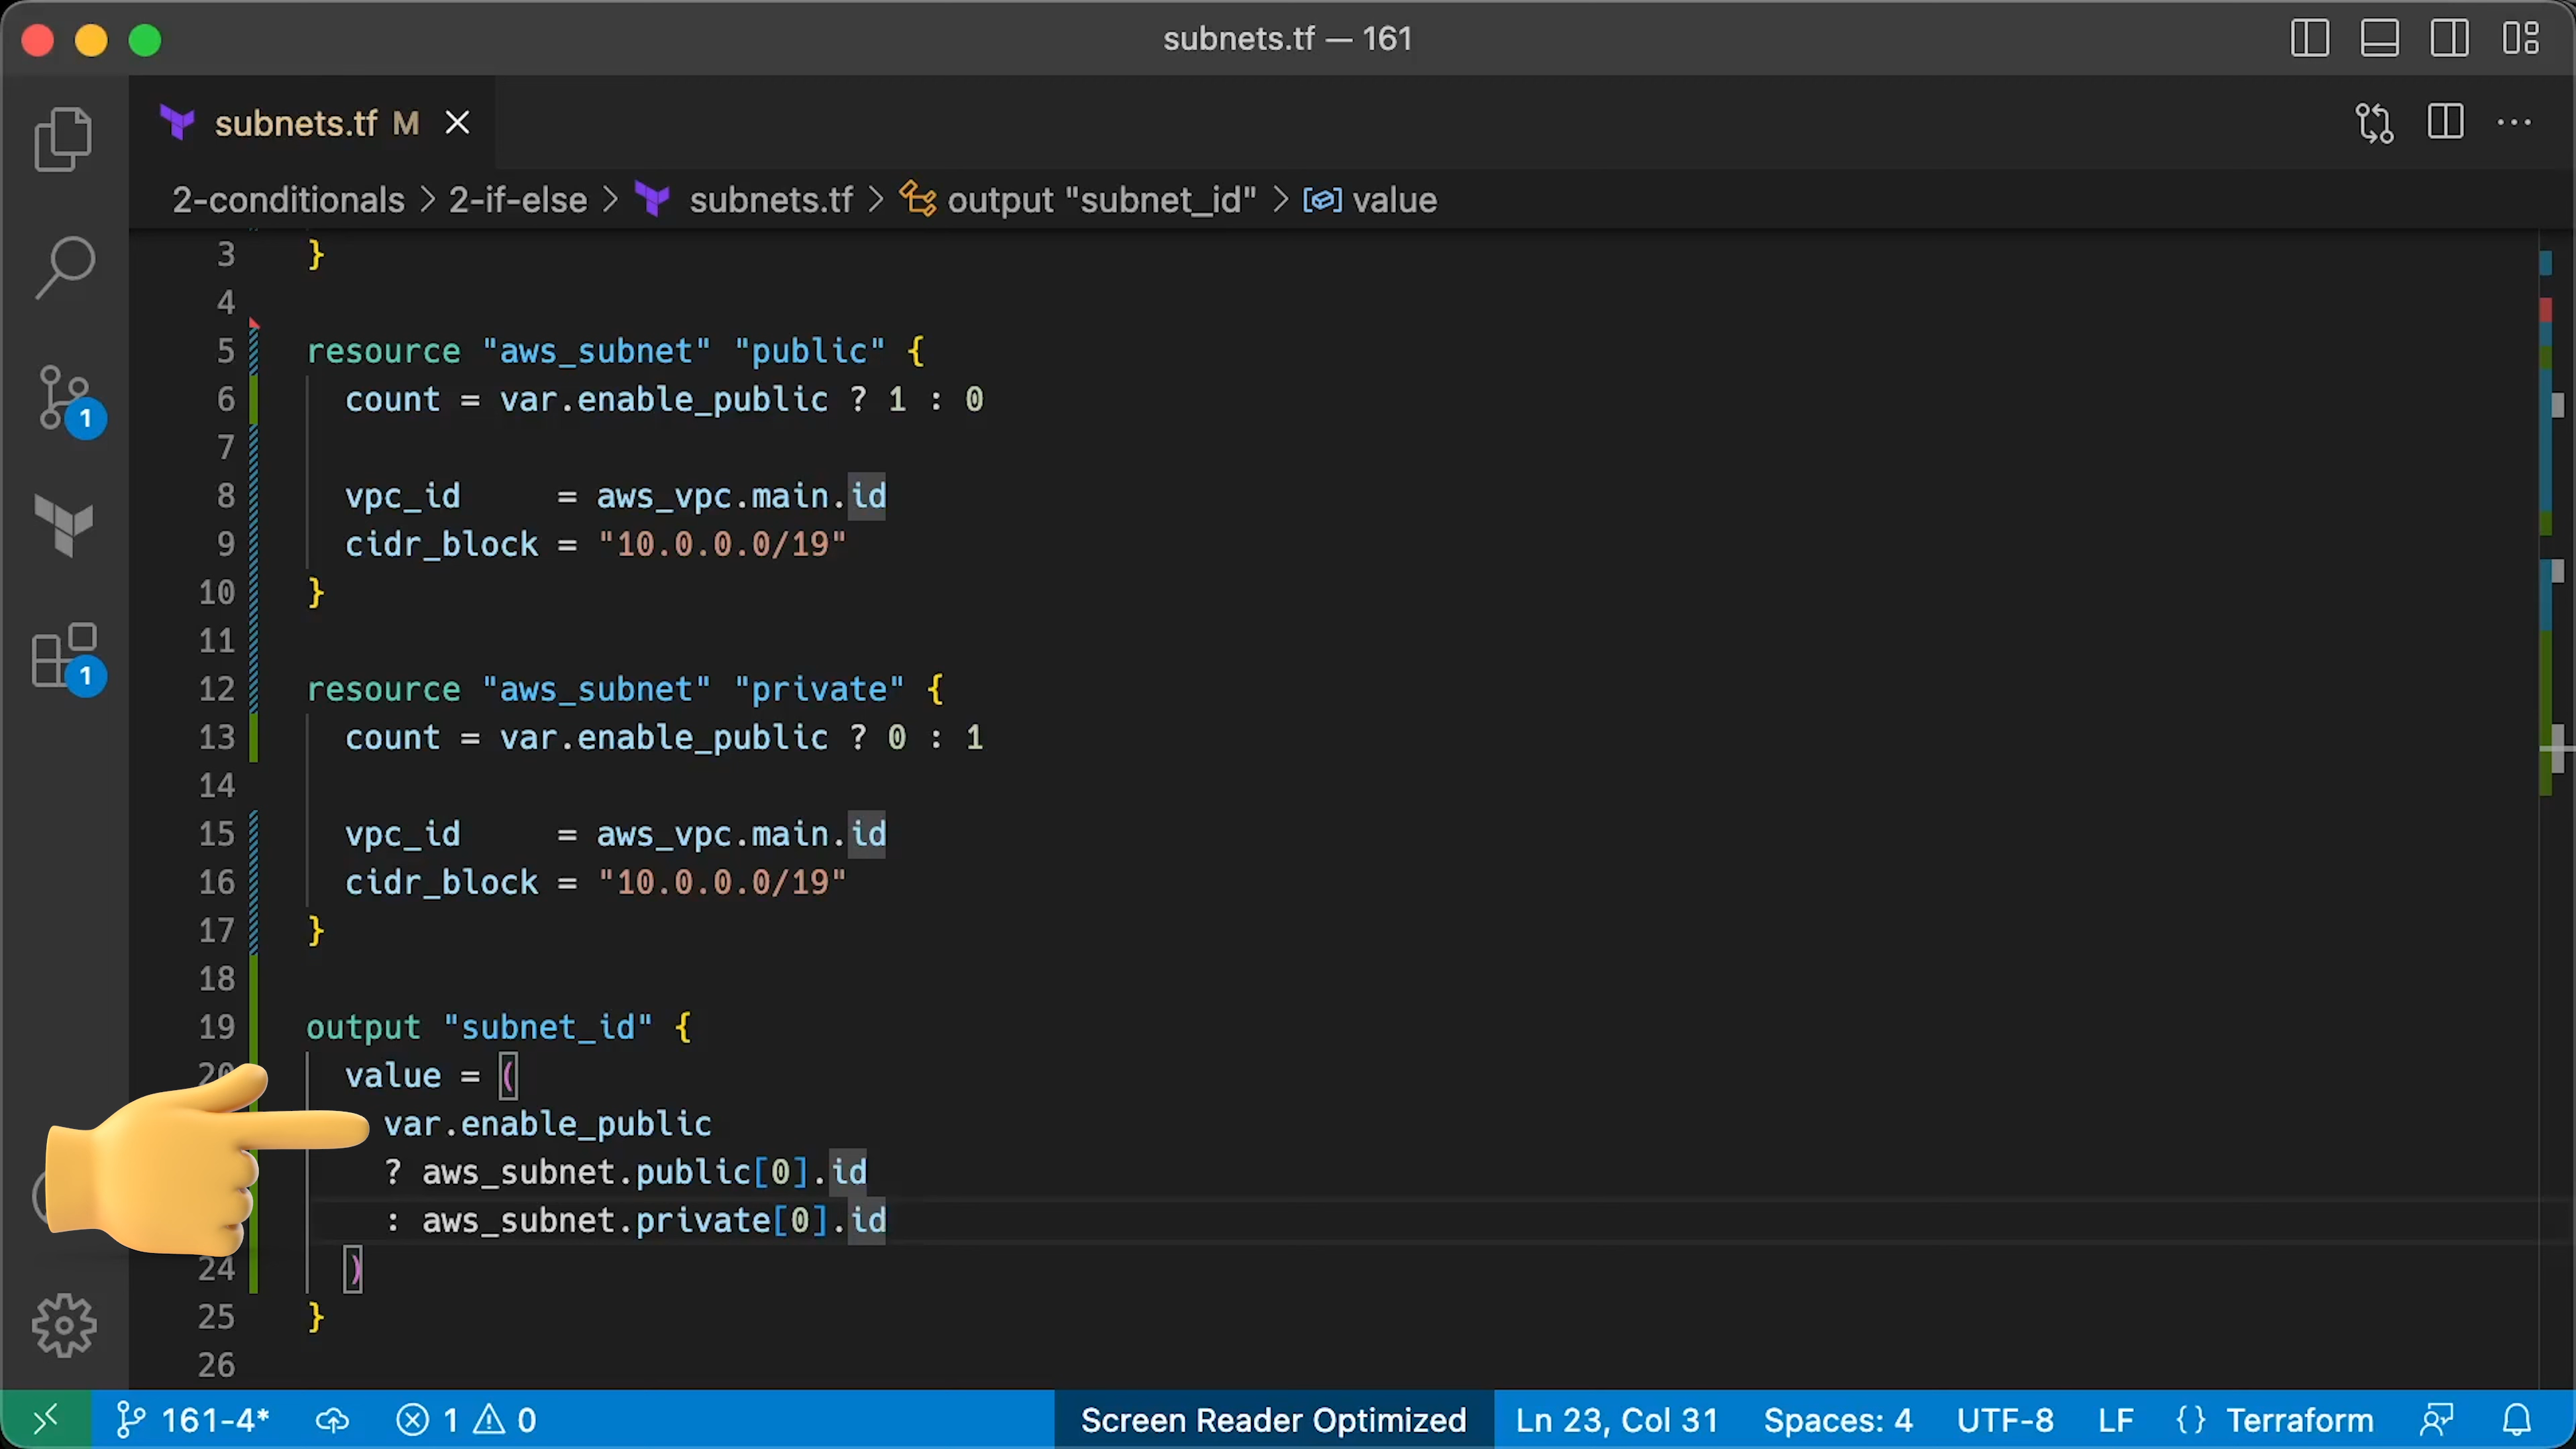 subnets.tf — 161
subnets.tf M
2-conditionals > 2-if-else > subnets.tf > output "subnet_id" > value
3 }
4
5 resource "aws_subnet" "public" {
6 count = var.enable_public ? 1 : 0
7
8 vpc_id = aws_vpc.main.id
9 cidr_block = "10.0.0.0/19"
10 }
11
12 resource "aws_subnet" "private" {
13 count = var.enable_public ? 0 : 1
14
15 vpc_id = aws_vpc.main.id
16 cidr_block = "10.0.0.0/19"
17 }
18
19 output "subnet_id" {
20 value = (
var.enable_public
? aws_subnet.public[0].id
: aws_subnet.private[0].id
24 )
25 }
26
1
1
161-4* 1 0 Screen Reader Optimized Ln 23, Col 31 Spaces: 4 UTF-8 LF {} Terraform